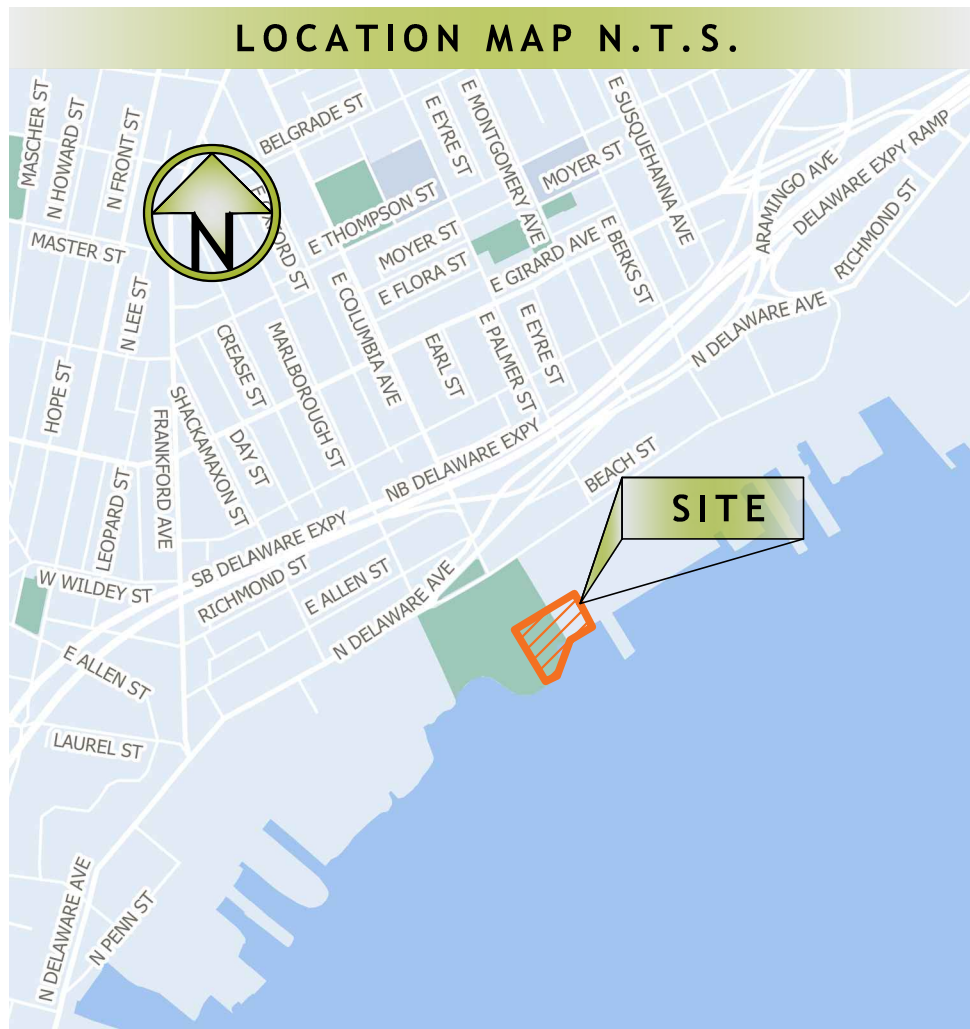 LOCATION MAP N.T.S.
MASCHER ST
N HOWARD ST
N FRONT ST
BELGRADE ST
E EYRE ST
E MONTGOMERY AVE
E SUSQUEHANNA AVE
MOYER ST
ARAMINGO AVE
DELAWARE EXPY RAMP
RICHMOND ST
MASTER ST
N
E THOMPSON ST
MOYER ST
E FLORA ST
E GIRARD AVE
E BERKS ST
N LEE ST
E COLUMBIA AVE
N DELAWARE AVE
HOPE ST
CREASE ST
MARLBOROUGH ST
EARL ST
E PALMER ST
E EYRE ST
SHACKAMAXON ST
FRANKFORD AVE
DAY ST
NB DELAWARE EXPY
BEACH ST
SITE
LEOPARD ST
SB DELAWARE EXPY
W WILDEY ST
RICHMOND ST
E ALLEN ST
N DELAWARE AVE
E ALLEN ST
LAUREL ST
N DELAWARE AVE
N PENN ST